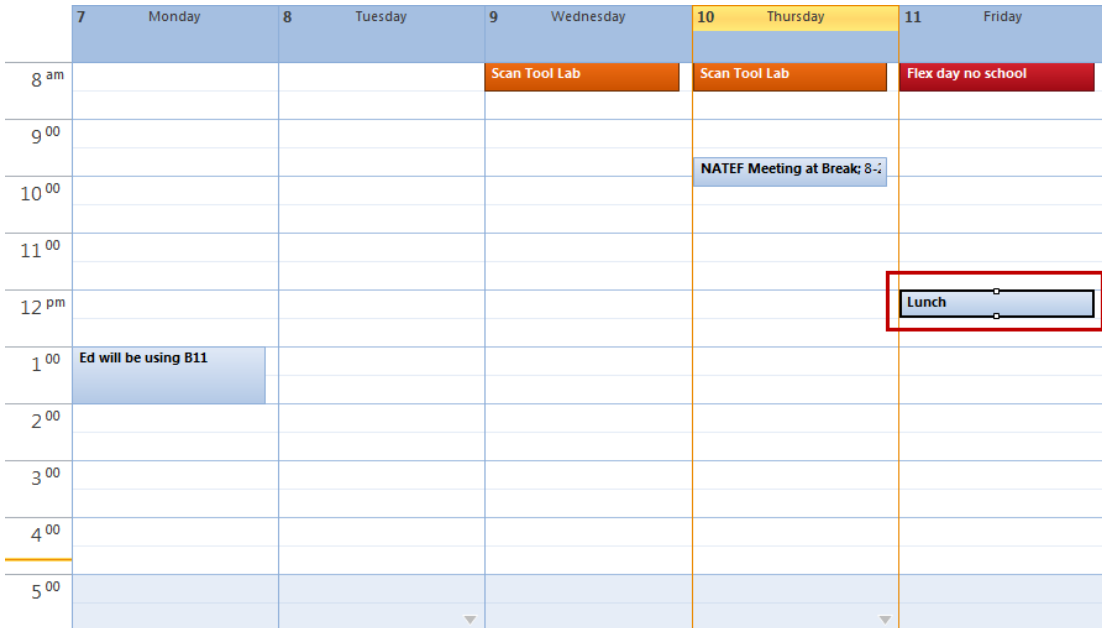 7 Monday 8 Tuesday 9 Wednesday 10 Thursday 11 Friday
8 am Scan Tool Lab Scan Tool Lab Flex day no school
9 00
NATEF Meeting at Break; 8-
10 00
11 00
12 pm Lunch
1 00 Ed will be using B11
2 00
3 00
4 00
5 00